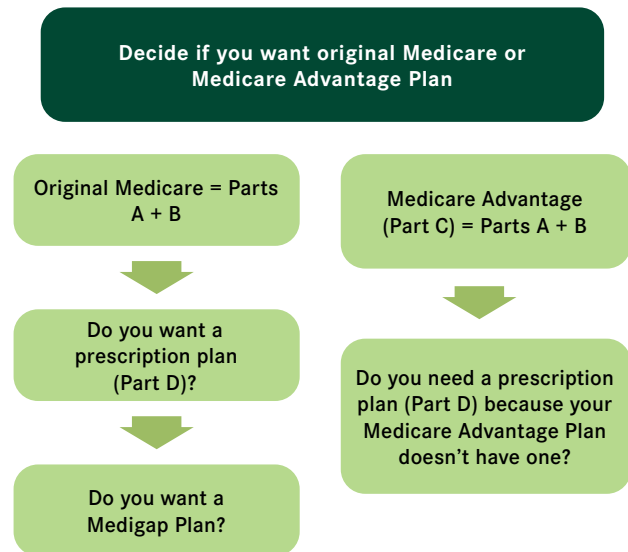 Decide if you want original Medicare or
Medicare Advantage Plan
Original Medicare = Parts
A + B
Do you want a
prescription plan
(Part D)?
Do you want a
Medigap Plan?
Medicare Advantage
(Part C) = Parts A + B
Do you need a prescription
plan (Part D) because your
Medicare Advantage Plan
doesn’t have one?